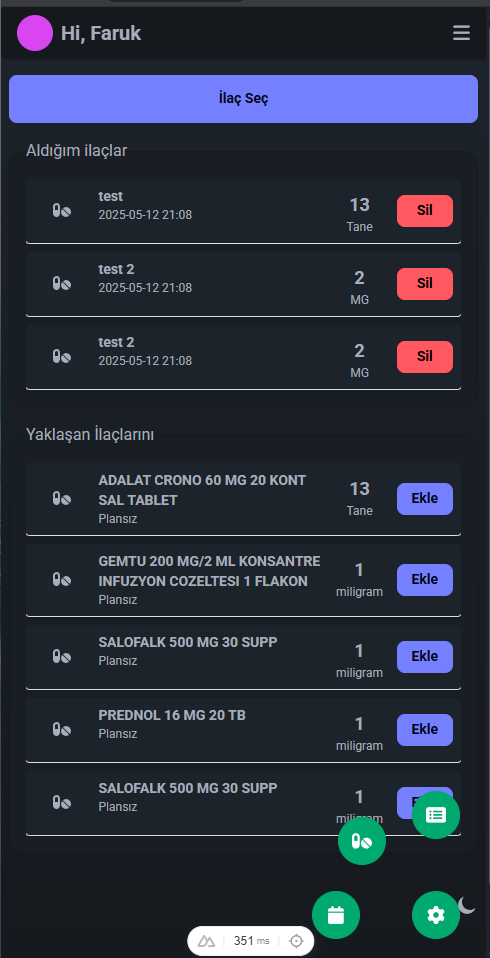 Hi, Faruk
İlaç Seç
Aldığım ilaçlar
test
2025-05-12 21:08
13
Tane
Sil
test 2
2025-05-12 21:08
2
MG
Sil
test 2
2025-05-12 21:08
2
MG
Sil
Yaklaşan İlaçlarını
ADALAT CRONO 60 MG 20 KONT
SAL TABLET
Plansız
13
Tane
Ekle
GEMTU 200 MG/2 ML KONSANTRE
INFUZYON COZELTESI 1 FLAKON
Plansız
1
miligram
Ekle
SALOFALK 500 MG 30 SUPP
Plansız
1
miligram
Ekle
PREDNOL 16 MG 20 TB
Plansız
1
miligram
Ekle
SALOFALK 500 MG 30 SUPP
Plansız
1
miligram
351 ms